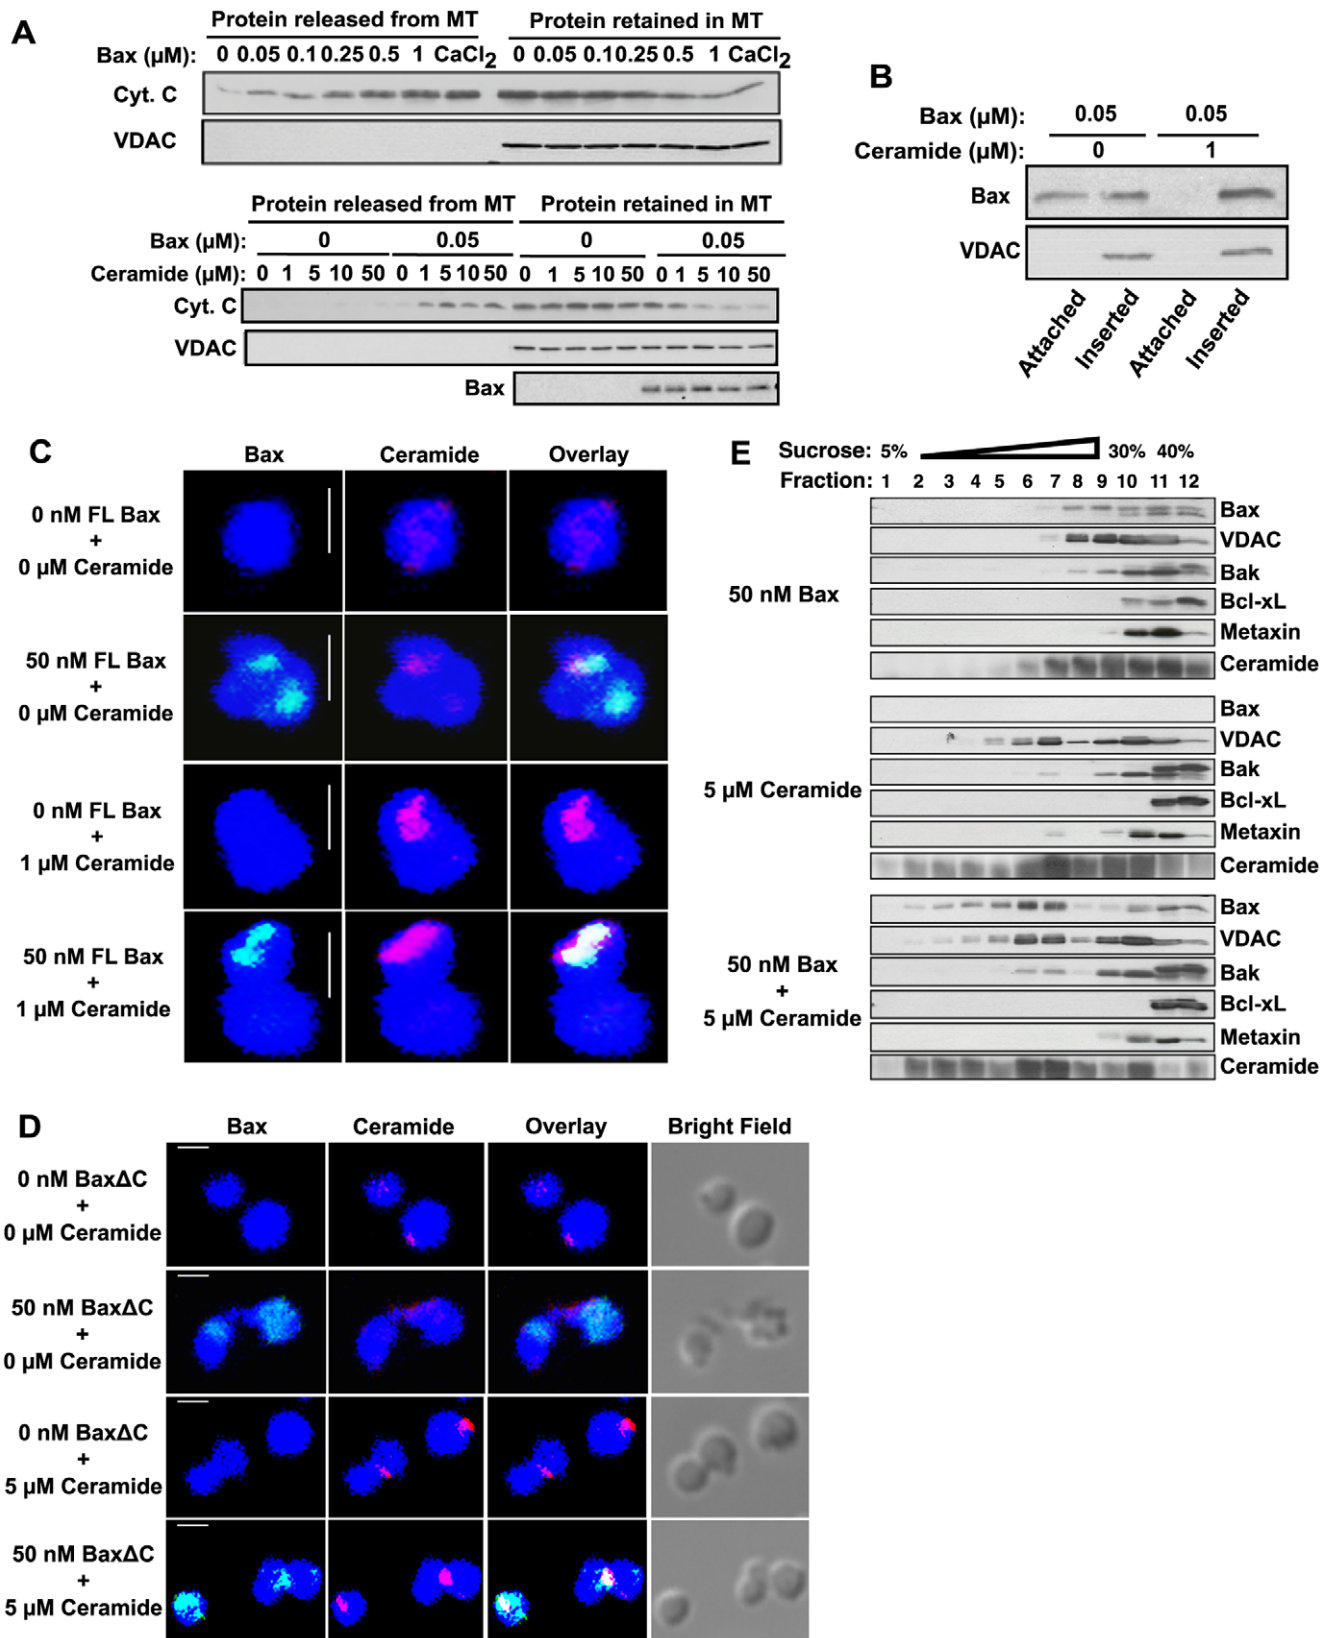 A
Protein released from MT Protein retained in MT
Bax (µM): 0 0.05 0.1 0.25 0.5 1 CaCl2 0 0.05 0.1 0.25 0.5 1 CaCl2
Cyt. C
VDAC
Protein released from MT Protein retained in MT
Bax (µM): 0 0.05 0 0.05
Ceramide (µM): 0 1 5 10 50 0 1 5 10 50 0 1 5 10 50 0 1 5 10 50
Cyt. C
VDAC
Bax
B
Bax (µM): 0.05 0.05
Ceramide (µM): 0 1
Bax
VDAC
Attached Inserted Attached Inserted
C
Bax Ceramide Overlay
0 nM FL Bax
+
0 µM Ceramide
50 nM FL Bax
+
0 µM Ceramide
0 nM FL Bax
+
1 µM Ceramide
50 nM FL Bax
+
1 µM Ceramide
D
Bax Ceramide Overlay Bright Field
0 nM BaxΔC
+
0 µM Ceramide
50 nM BaxΔC
+
0 µM Ceramide
0 nM BaxΔC
+
5 µM Ceramide
50 nM BaxΔC
+
5 µM Ceramide
E
Sucrose: 5% 30% 40%
Fraction: 1 2 3 4 5 6 7 8 9 10 11 12
50 nM Bax
Bax
VDAC
Bak
Bcl-xL
Metaxin
Ceramide
5 µM Ceramide
Bax
VDAC
Bak
Bcl-xL
Metaxin
Ceramide
50 nM Bax
+
5 µM Ceramide
Bax
VDAC
Bak
Bcl-xL
Metaxin
Ceramide